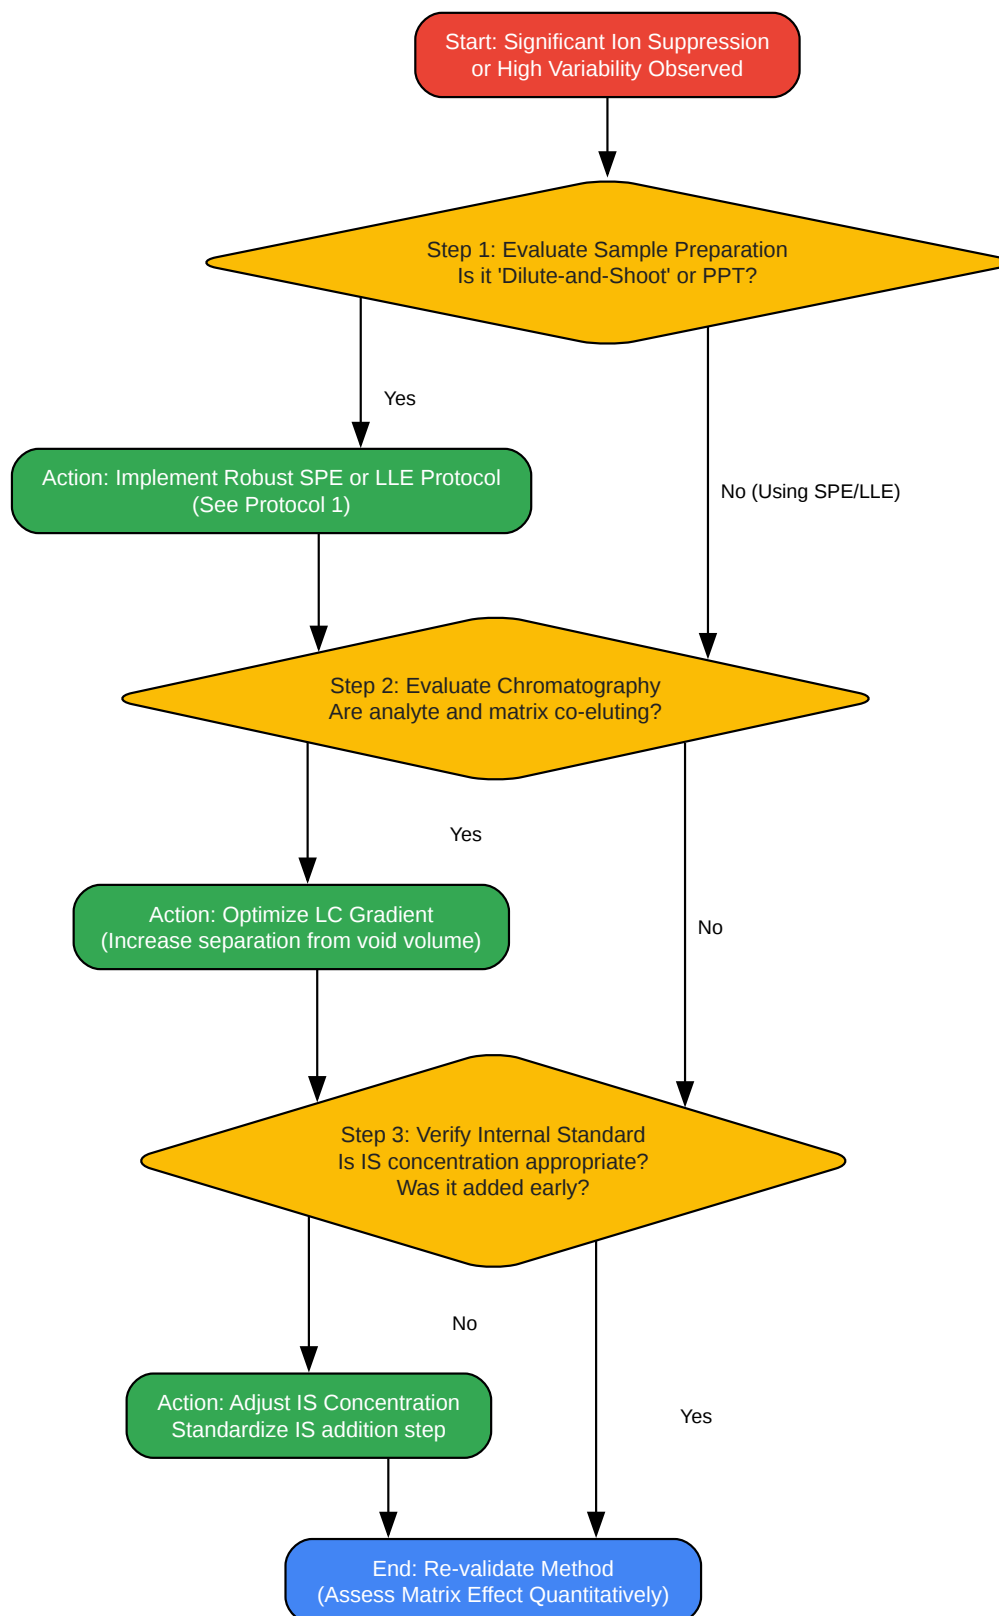 Start: Significant Ion Suppression
or High Variability Observed
Step 1: Evaluate Sample Preparation
Is it 'Dilute-and-Shoot' or PPT?
Yes
Action: Implement Robust SPE or LLE Protocol
(See Protocol 1)
No (Using SPE/LLE)
Step 2: Evaluate Chromatography
Are analyte and matrix co-eluting?
Yes
Action: Optimize LC Gradient
(Increase separation from void volume)
No
Step 3: Verify Internal Standard
Is IS concentration appropriate?
Was it added early?
No
Action: Adjust IS Concentration
Standardize IS addition step
Yes
End: Re-validate Method
(Assess Matrix Effect Quantitatively)